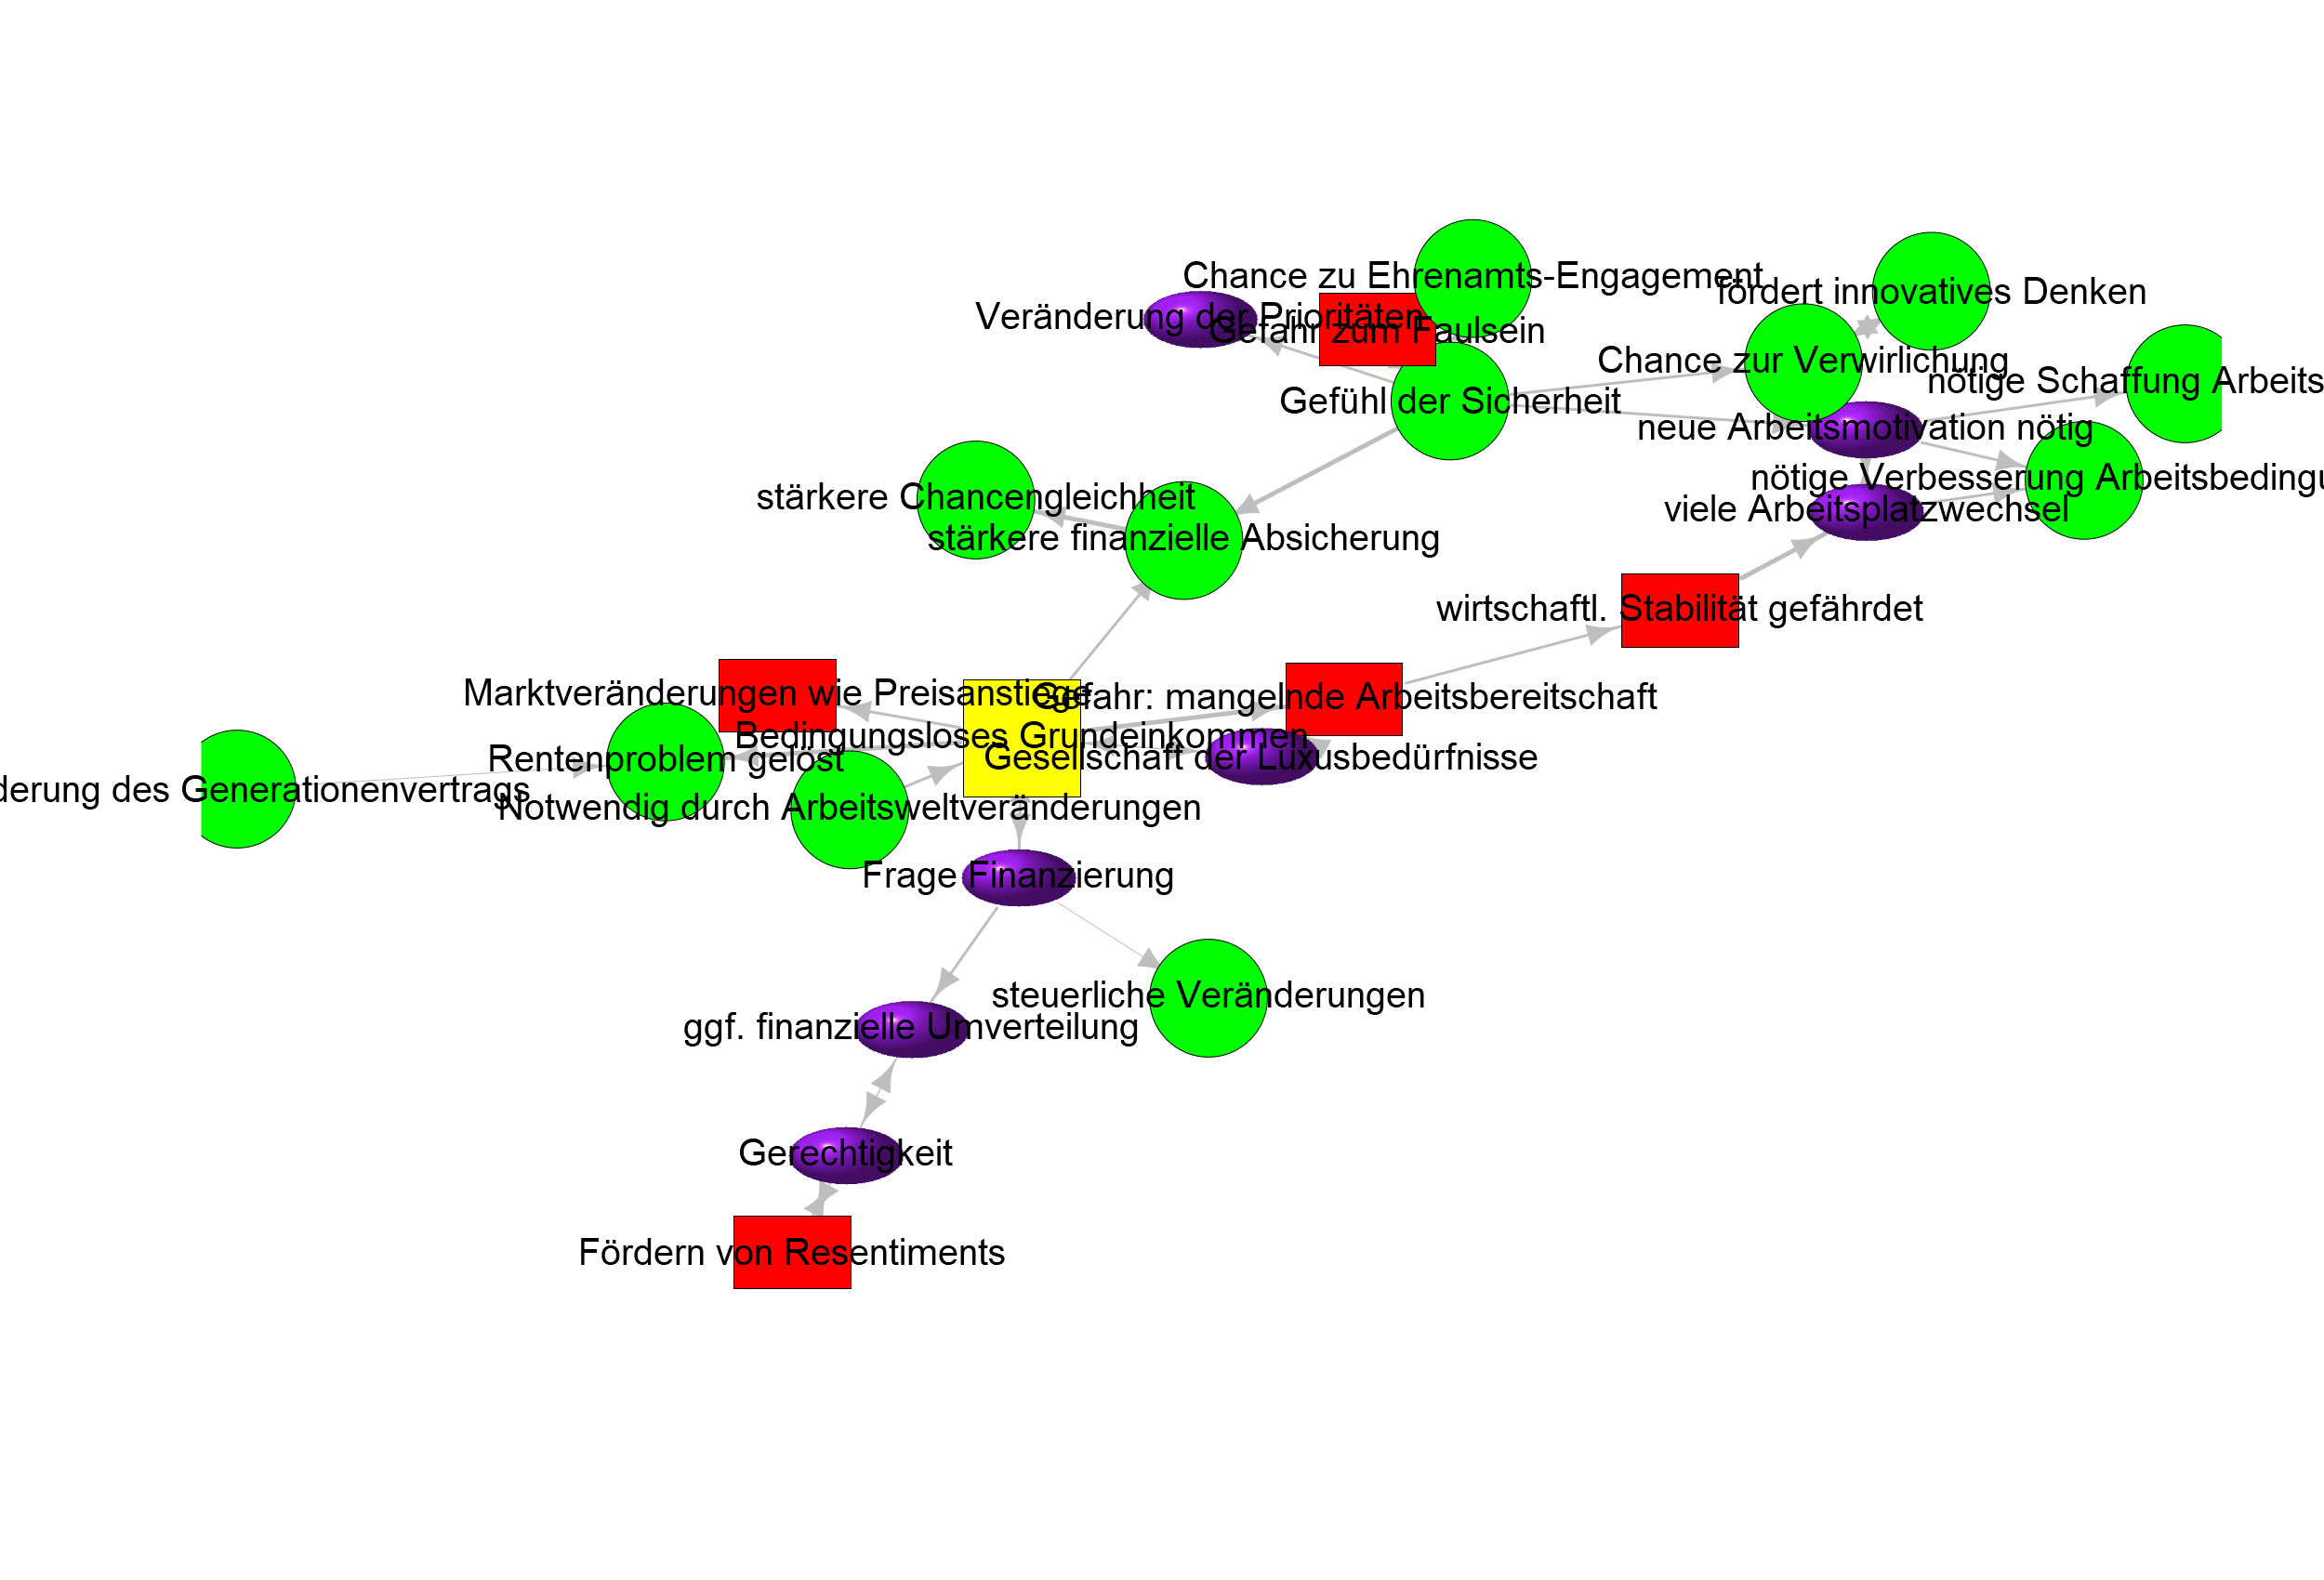 Chance zu Ehrenamts-Engagement
fördert innovatives Denken
Veränderung der Prioritäten
Gefahr zum Faulsein
Chance zur Verwirlichung
nötige Schaffung Arbeits
Gefühl der Sicherheit
neue Arbeitsmotivation nötig
nötige Verbesserung Arbeitsbedingu
stärkere Chancengleichheit
viele Arbeitsplatzwechsel
stärkere finanzielle Absicherung
wirtschaftl. Stabilität gefährdet
Marktveränderungen wie Preisanstiege
Gefahr: mangelnde Arbeitsbereitschaft
Bedingungsloses Grundeinkommen
Rentenproblem gelöst
Gesellschaft der Luxusbedürfnisse
derung des Generationenvertrags
Notwendig durch Arbeitsweltveränderungen
Frage Finanzierung
steuerliche Veränderungen
ggf. finanzielle Umverteilung
Gerechtigkeit
Fördern von Resentiments